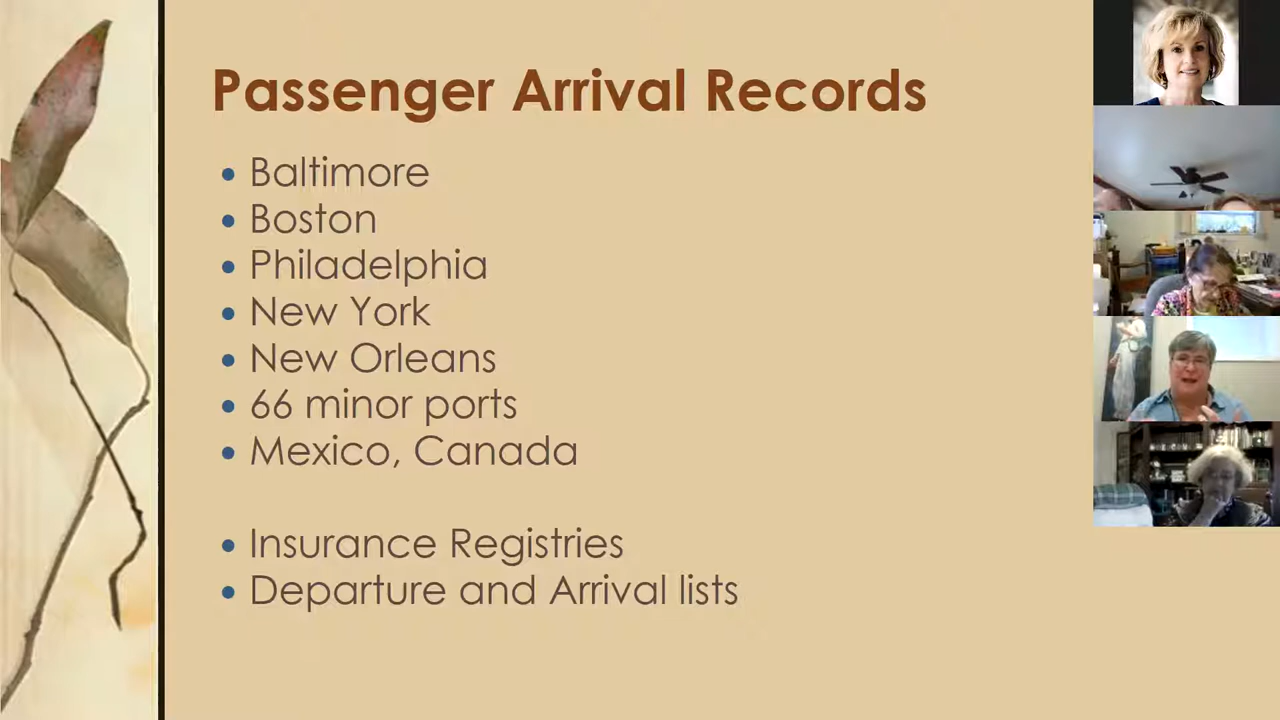 Passenger Arrival Records
• Baltimore
• Boston
• Philadelphia
• New York
• New Orleans
• 66 minor ports
• Mexico, Canada
• Insurance Registries
• Departure and Arrival lists